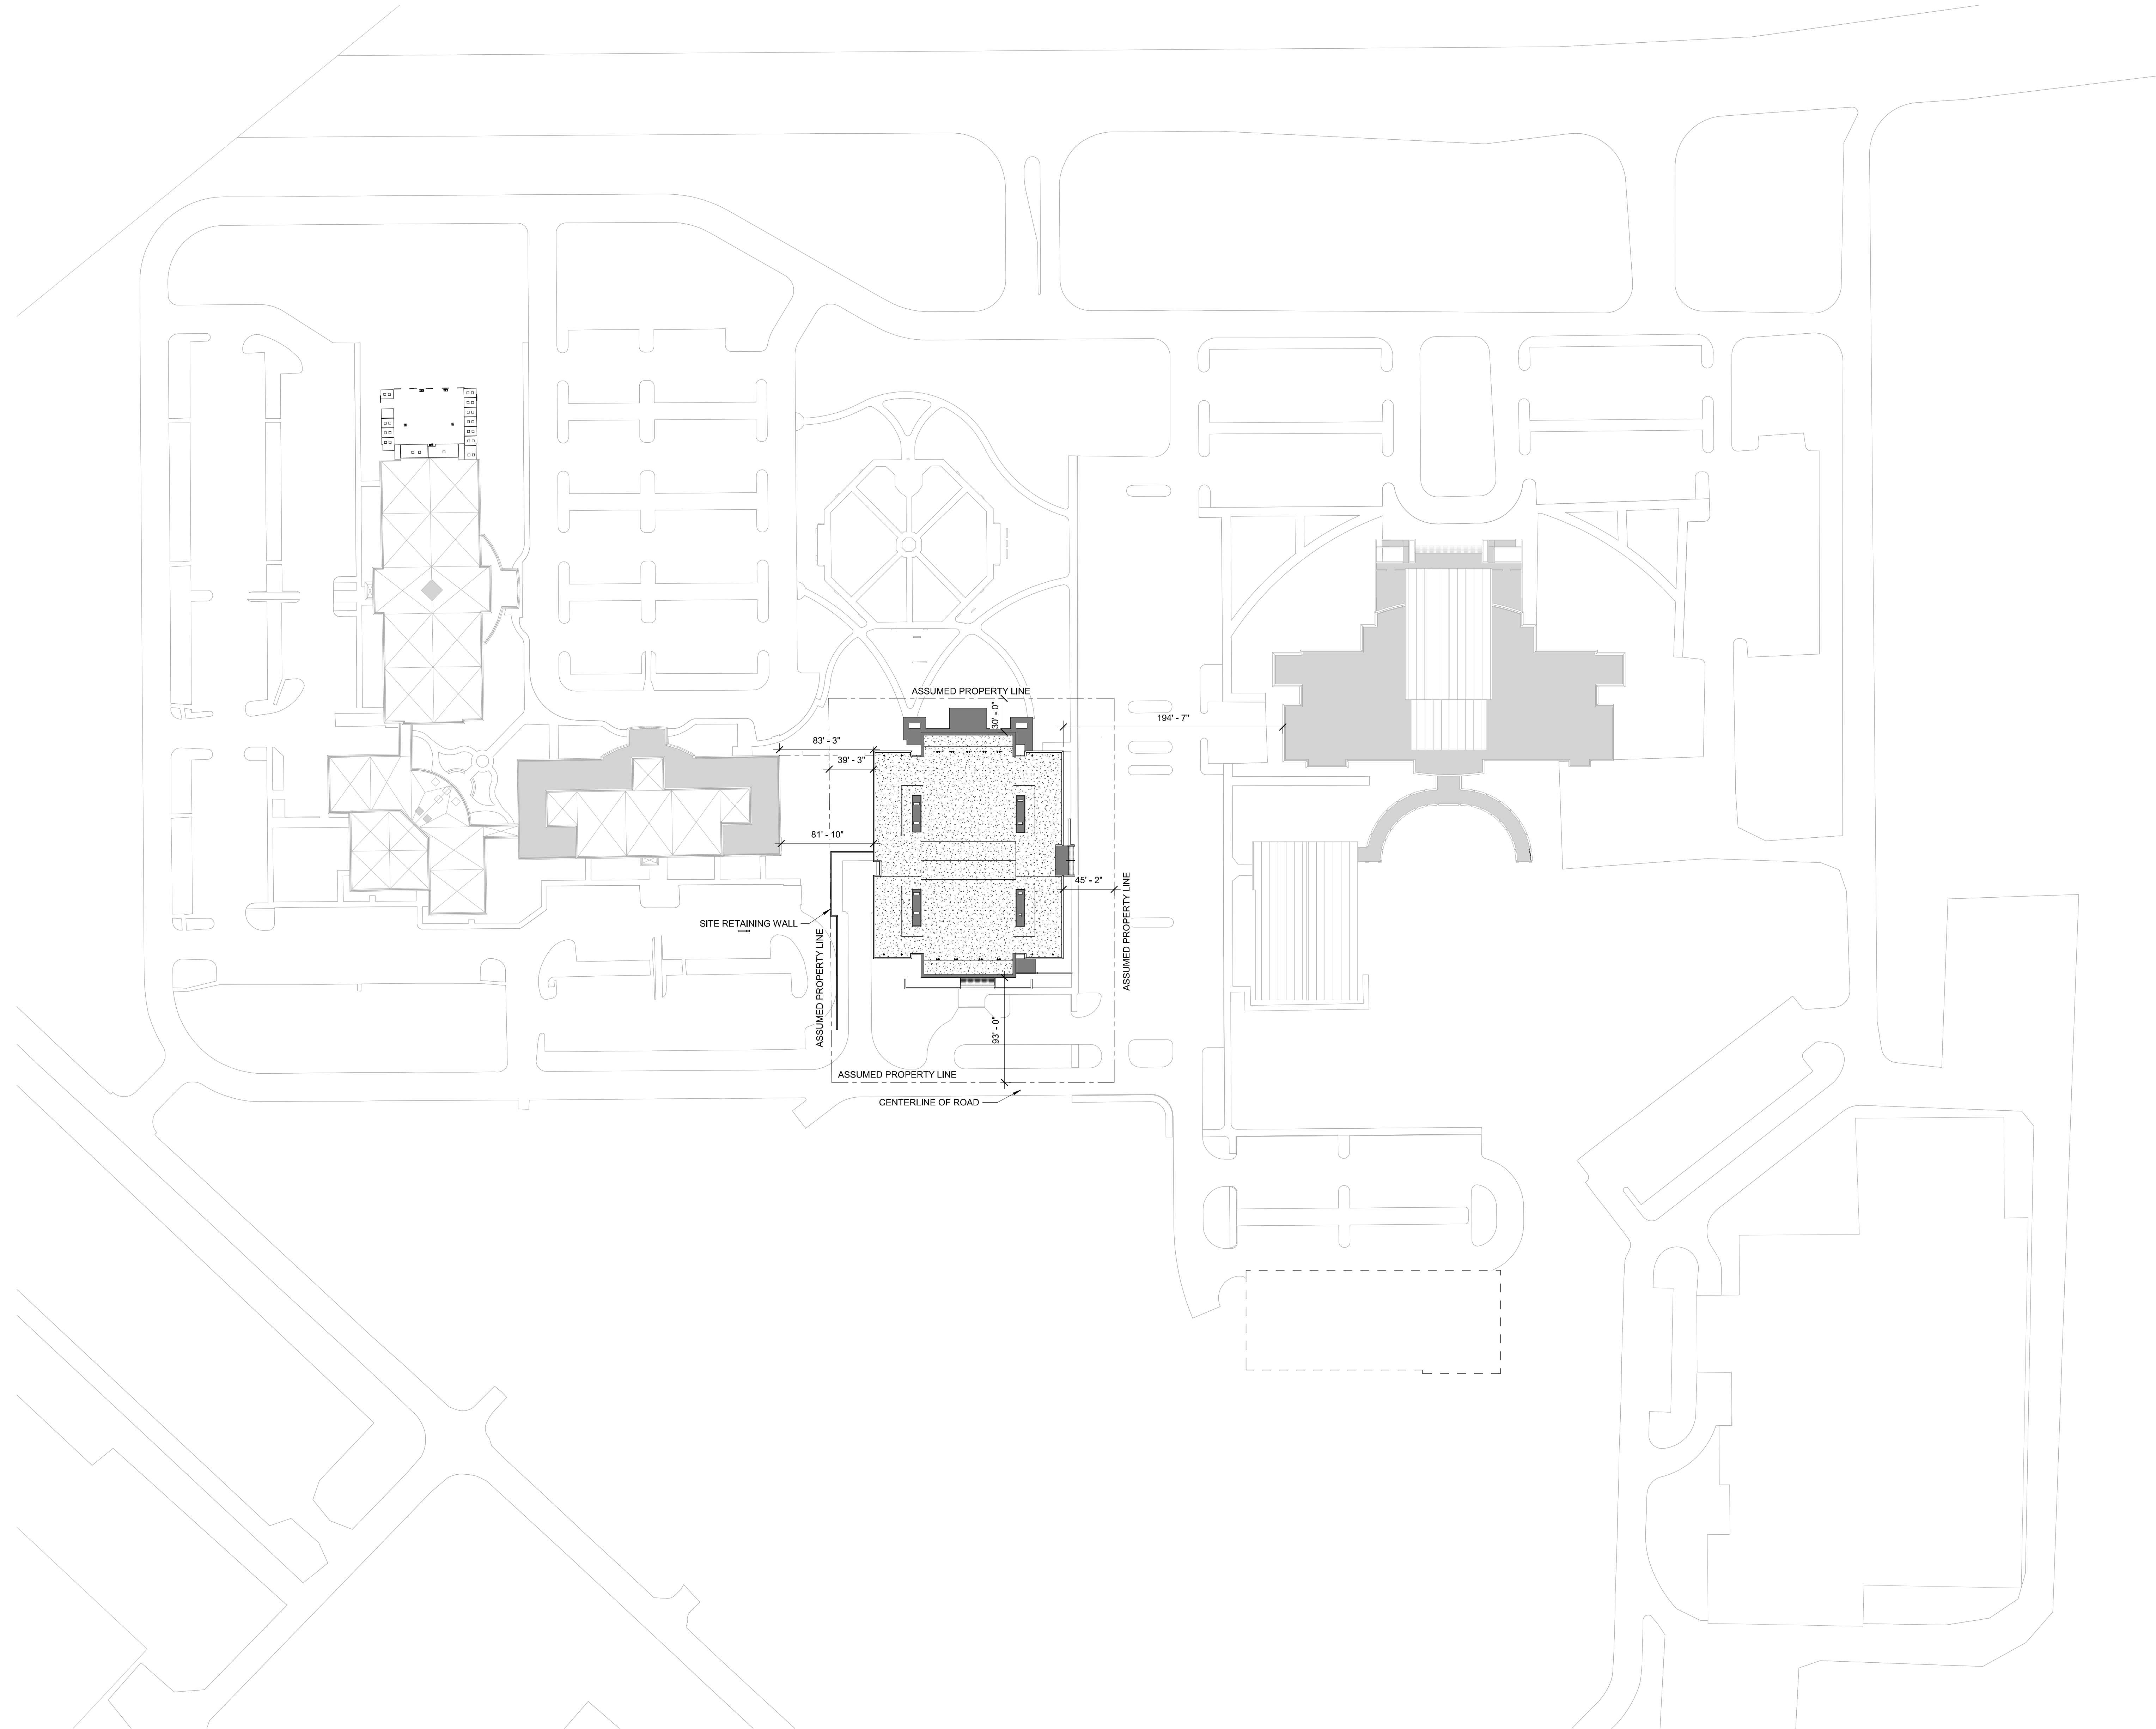 ASSUMED PROPERTY LINE
30' - 0"
194' - 7"
83' - 3"
39' - 3"
81' - 10"
45' - 2"
ASSUMED PROPERTY LINE
SITE RETAINING WALL
ASSUMED PROPERTY LINE
93' - 0"
ASSUMED PROPERTY LINE
CENTERLINE OF ROAD